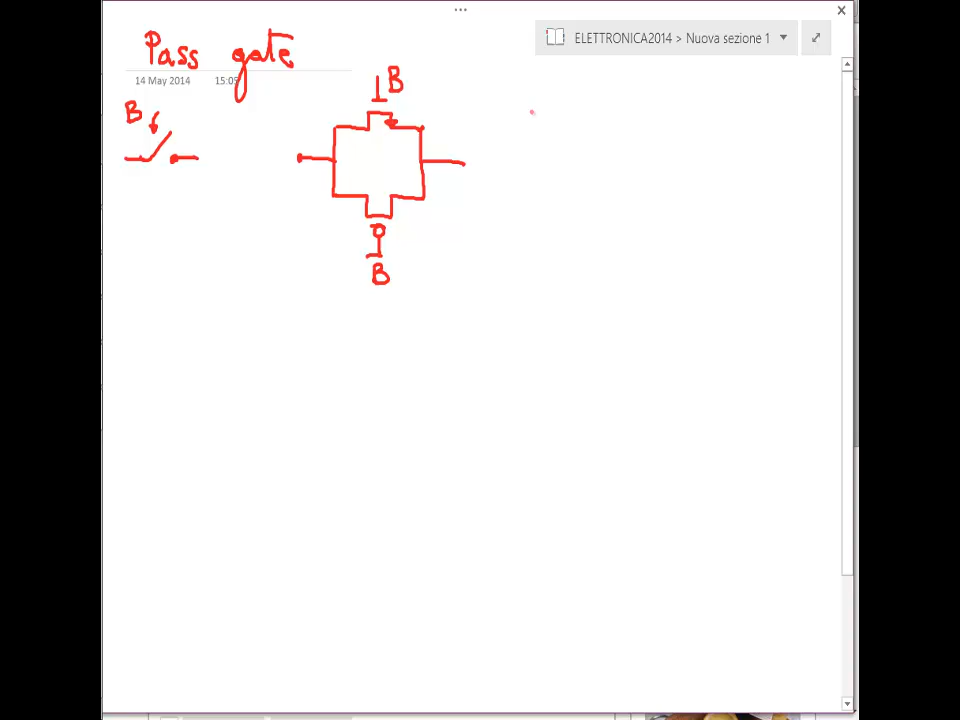 Pass gate
ELETTRONICA2014 > Nuova sezione 1
14 May 2014 15:05
B
B
B